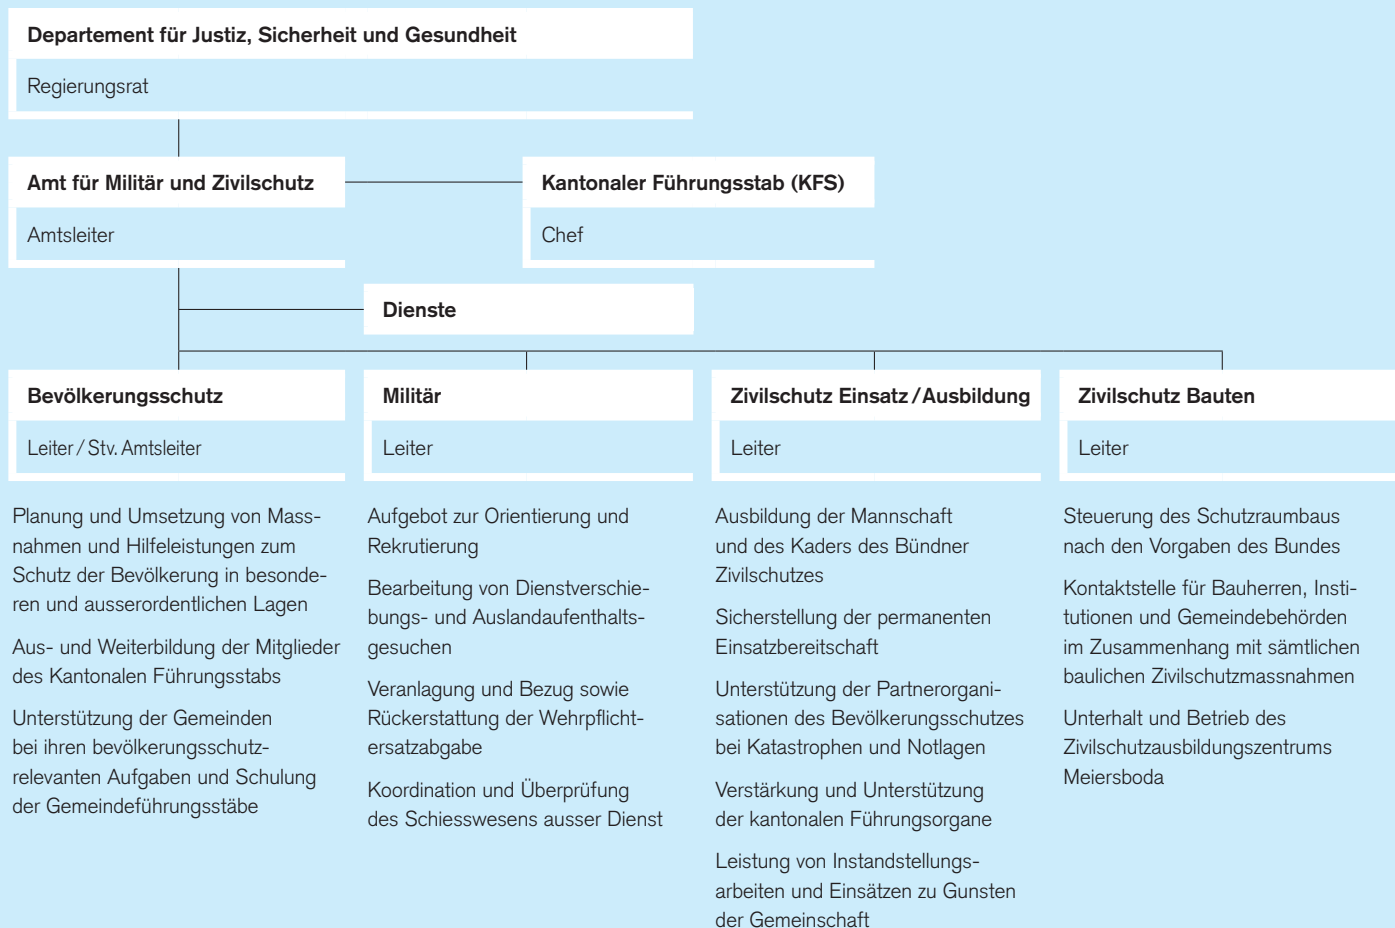 Departement für Justiz, Sicherheit und Gesundheit
Regierungsrat
Amt für Militär und Zivilschutz
Amtsleiter
Kantonaler Führungsstab (KFS)
Chef
Dienste
Bevölkerungsschutz
Leiter / Stv. Amtsleiter
Planung und Umsetzung von Mass-
nahmen und Hilfeleistungen zum
Schutz der Bevölkerung in besonde-
ren und ausserordentlichen Lagen
Aus- und Weiterbildung der Mitglieder
des Kantonalen Führungsstabs
Unterstützung der Gemeinden
bei ihren bevölkerungsschutz-
relevanten Aufgaben und Schulung
der Gemeindeführungsstäbe
Militär
Leiter
Aufgebot zur Orientierung und
Rekrutierung
Bearbeitung von Dienstverschie-
bungs- und Auslandaufenthalts-
gesuchen
Veranlagung und Bezug sowie
Rückerstattung der Wehrpflicht-
ersatzabgabe
Koordination und Überprüfung
des Schiesswesens ausser Dienst
Zivilschutz Einsatz / Ausbildung
Leiter
Ausbildung der Mannschaft
und des Kaders des Bündner
Zivilschutzes
Sicherstellung der permanenten
Einsatzbereitschaft
Unterstützung der Partnerorgani-
sationen des Bevölkerungsschutzes
bei Katastrophen und Notlagen
Verstärkung und Unterstützung
der kantonalen Führungsorgane
Leistung von Instandstellungs-
arbeiten und Einsätzen zu Gunsten
der Gemeinschaft
Zivilschutz Bauten
Leiter
Steuerung des Schutzraumbaus
nach den Vorgaben des Bundes
Kontaktstelle für Bauherren, Insti-
tutionen und Gemeindebehörden
im Zusammenhang mit sämtlichen
baulichen Zivilschutzmassnahmen
Unterhalt und Betrieb des
Zivilschutzausbildungszentrums
Meiersboda